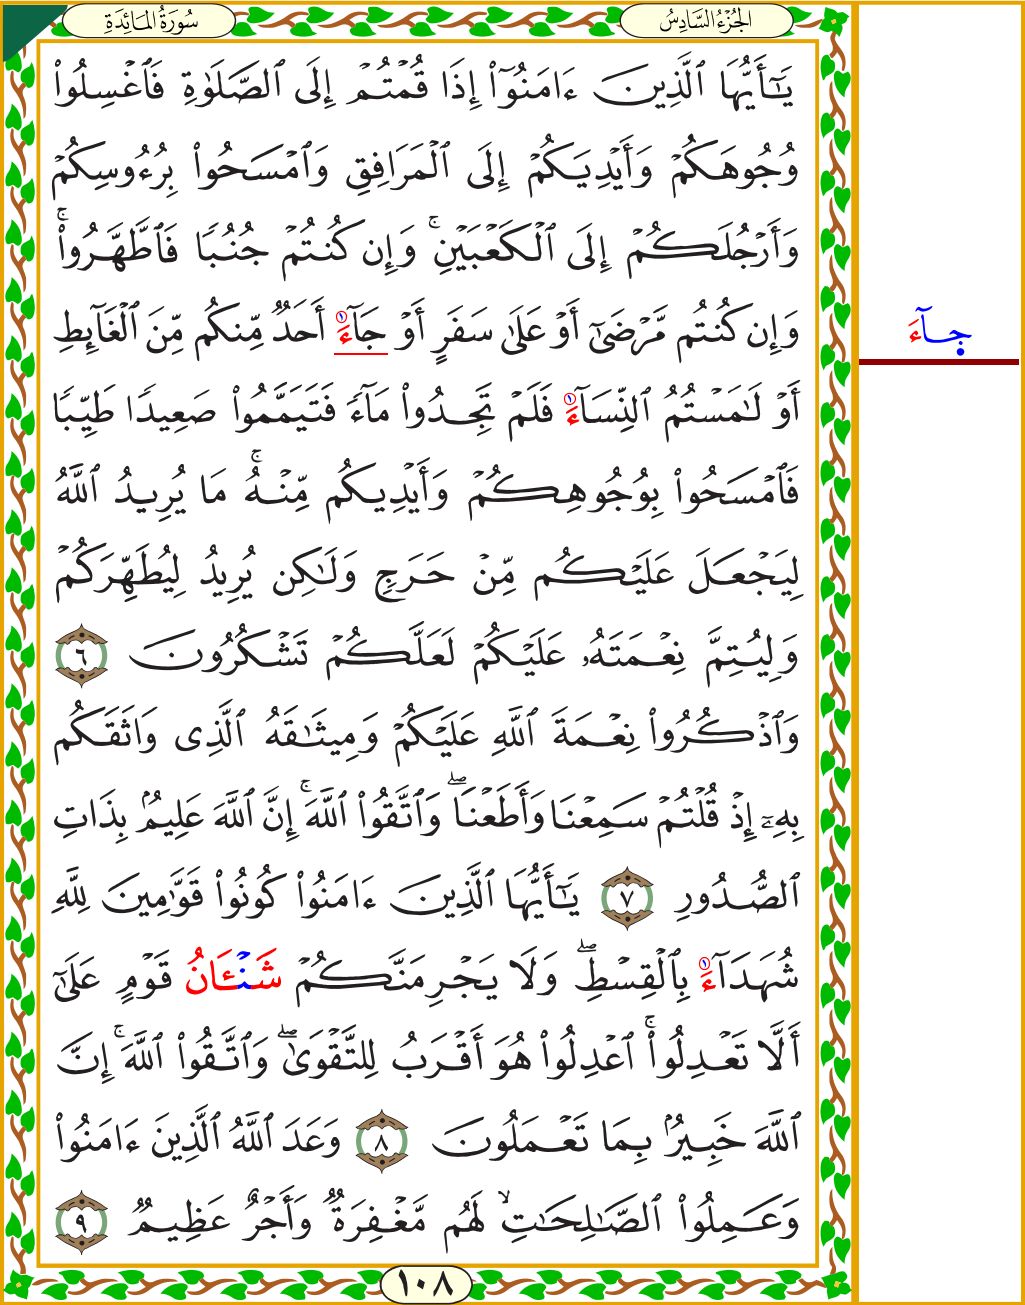 سُورَةُ المَائِدَةِ
الجُزْءُ السَّادِسُ
يَـٰٓأَيُّهَا ٱلَّذِينَ ءَامَنُوٓا۟ إِذَا قُمْتُمْ إِلَى ٱلصَّلَوٰةِ فَٱغْسِلُوا۟
وُجُوهَكُمْ وَأَيْدِيَكُمْ إِلَى ٱلْمَرَافِقِ وَٱمْسَحُوا۟ بِرُءُوسِكُمْ
وَأَرْجُلَكُمْ إِلَى ٱلْكَعْبَيْنِ ۚ وَإِن كُنتُمْ جُنُبًا فَٱطَّهَّرُوا۟ ۚ
وَإِن كُنتُم مَّرْضَىٰٓ أَوْ عَلَىٰ سَفَرٍ أَوْ جَآءَ ١ أَحَدٌ مِّنكُم مِّنَ ٱلْغَآئِطِ
جآءَ
أَوْ لَـٰمَسْتُمُ ٱلنِّسَآءَ ١ فَلَمْ تَجِدُوا۟ مَآءً فَتَيَمَّمُوا۟ صَعِيدًا طَيِّبًا
فَٱمْسَحُوا۟ بِوُجُوهِكُمْ وَأَيْدِيكُم مِّنْهُ ۚ مَا يُرِيدُ ٱللَّهُ
لِيَجْعَلَ عَلَيْكُم مِّنْ حَرَجٍ وَلَـٰكِن يُرِيدُ لِيُطَهِّرَكُمْ
وَلِيُتِمَّ نِعْمَتَهُۥ عَلَيْكُمْ لَعَلَّكُمْ تَشْكُرُونَ ٦
وَٱذْكُرُوا۟ نِعْمَةَ ٱللَّهِ عَلَيْكُمْ وَمِيثَـٰقَهُ ٱلَّذِى وَاثَقَكُم
بِهِۦٓ إِذْ قُلْتُمْ سَمِعْنَا وَأَطَعْنَا ۖ وَٱتَّقُوا۟ ٱللَّهَ ۚ إِنَّ ٱللَّهَ عَلِيمٌۢ بِذَاتِ
ٱلصُّدُورِ ٧ يَـٰٓأَيُّهَا ٱلَّذِينَ ءَامَنُوا۟ كُونُوا۟ قَوَّٰمِينَ لِلَّهِ
شُهَدَآءَ ١ بِٱلْقِسْطِ ۖ وَلَا يَجْرِمَنَّكُمْ شَنْـَٔانُ قَوْمٍ عَلَىٰٓ
أَلَّا تَعْدِلُوا۟ ۚ ٱعْدِلُوا۟ هُوَ أَقْرَبُ لِلتَّقْوَىٰ ۖ وَٱتَّقُوا۟ ٱللَّهَ ۚ إِنَّ
ٱللَّهَ خَبِيرٌۢ بِمَا تَعْمَلُونَ ٨ وَعَدَ ٱللَّهُ ٱلَّذِينَ ءَامَنُوا۟
وَعَمِلُوا۟ ٱلصَّـٰلِحَـٰتِ ۙ لَهُم مَّغْفِرَةٌ وَأَجْرٌ عَظِيمٌ ٩
١٠٨